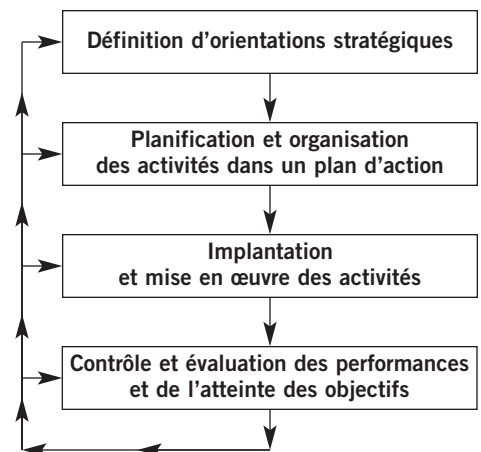 Définition d'orientations stratégiques
Planification et organisation
des activités dans un plan d'action
Implantation
et mise en œuvre des activités
Contrôle et évaluation des performances
et de l'atteinte des objectifs